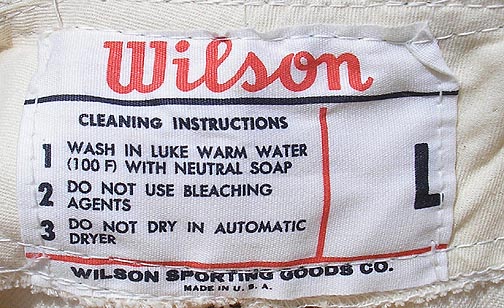 Wilson
CLEANING INSTRUCTIONS
1 WASH IN LUKE WARM WATER
(100 F) WITH NEUTRAL SOAP
2 DO NOT USE BLEACHING
AGENTS
3 DO NOT DRY IN AUTOMATIC
DRYER
L
WILSON SPORTING GOODS CO.
MADE IN U. S. A.